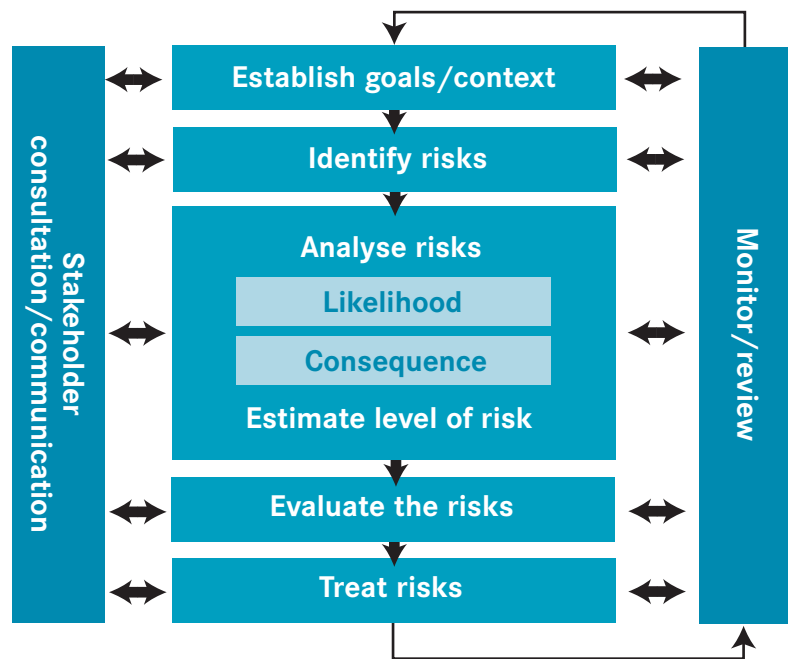 Establish goals/context
Identify risks
Analyse risks
Likelihood
Consequence
Estimate level of risk
Evaluate the risks
Treat risks
Stakeholder
consultation/communication
Monitor/review